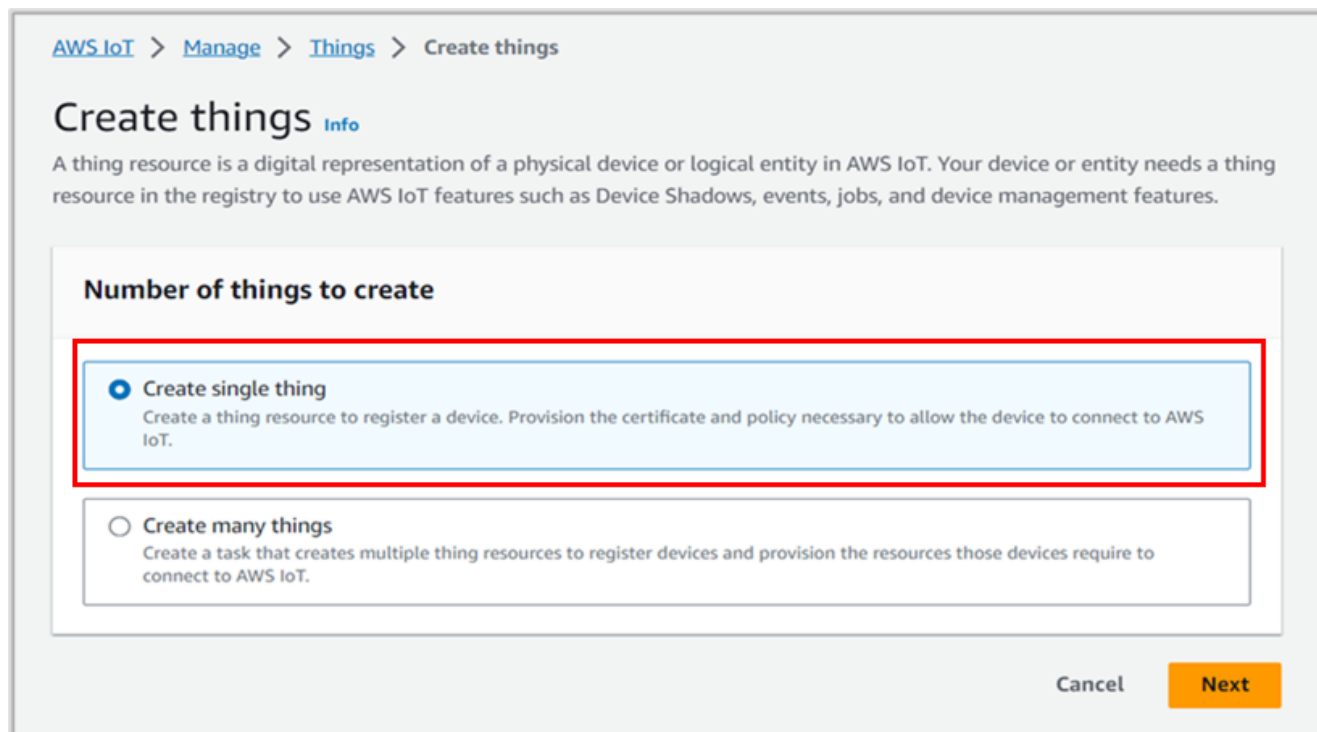 AWS IoT > Manage > Things > Create things
Create things Info
A thing resource is a digital representation of a physical device or logical entity in AWS IoT. Your device or entity needs a thing
resource in the registry to use AWS IoT features such as Device Shadows, events, jobs, and device management features.
Number of things to create
Create single thing
Create a thing resource to register a device. Provision the certificate and policy necessary to allow the device to connect to AWS
IoT.
Create many things
Create a task that creates multiple thing resources to register devices and provision the resources those devices require to
connect to AWS IoT.
Cancel Next